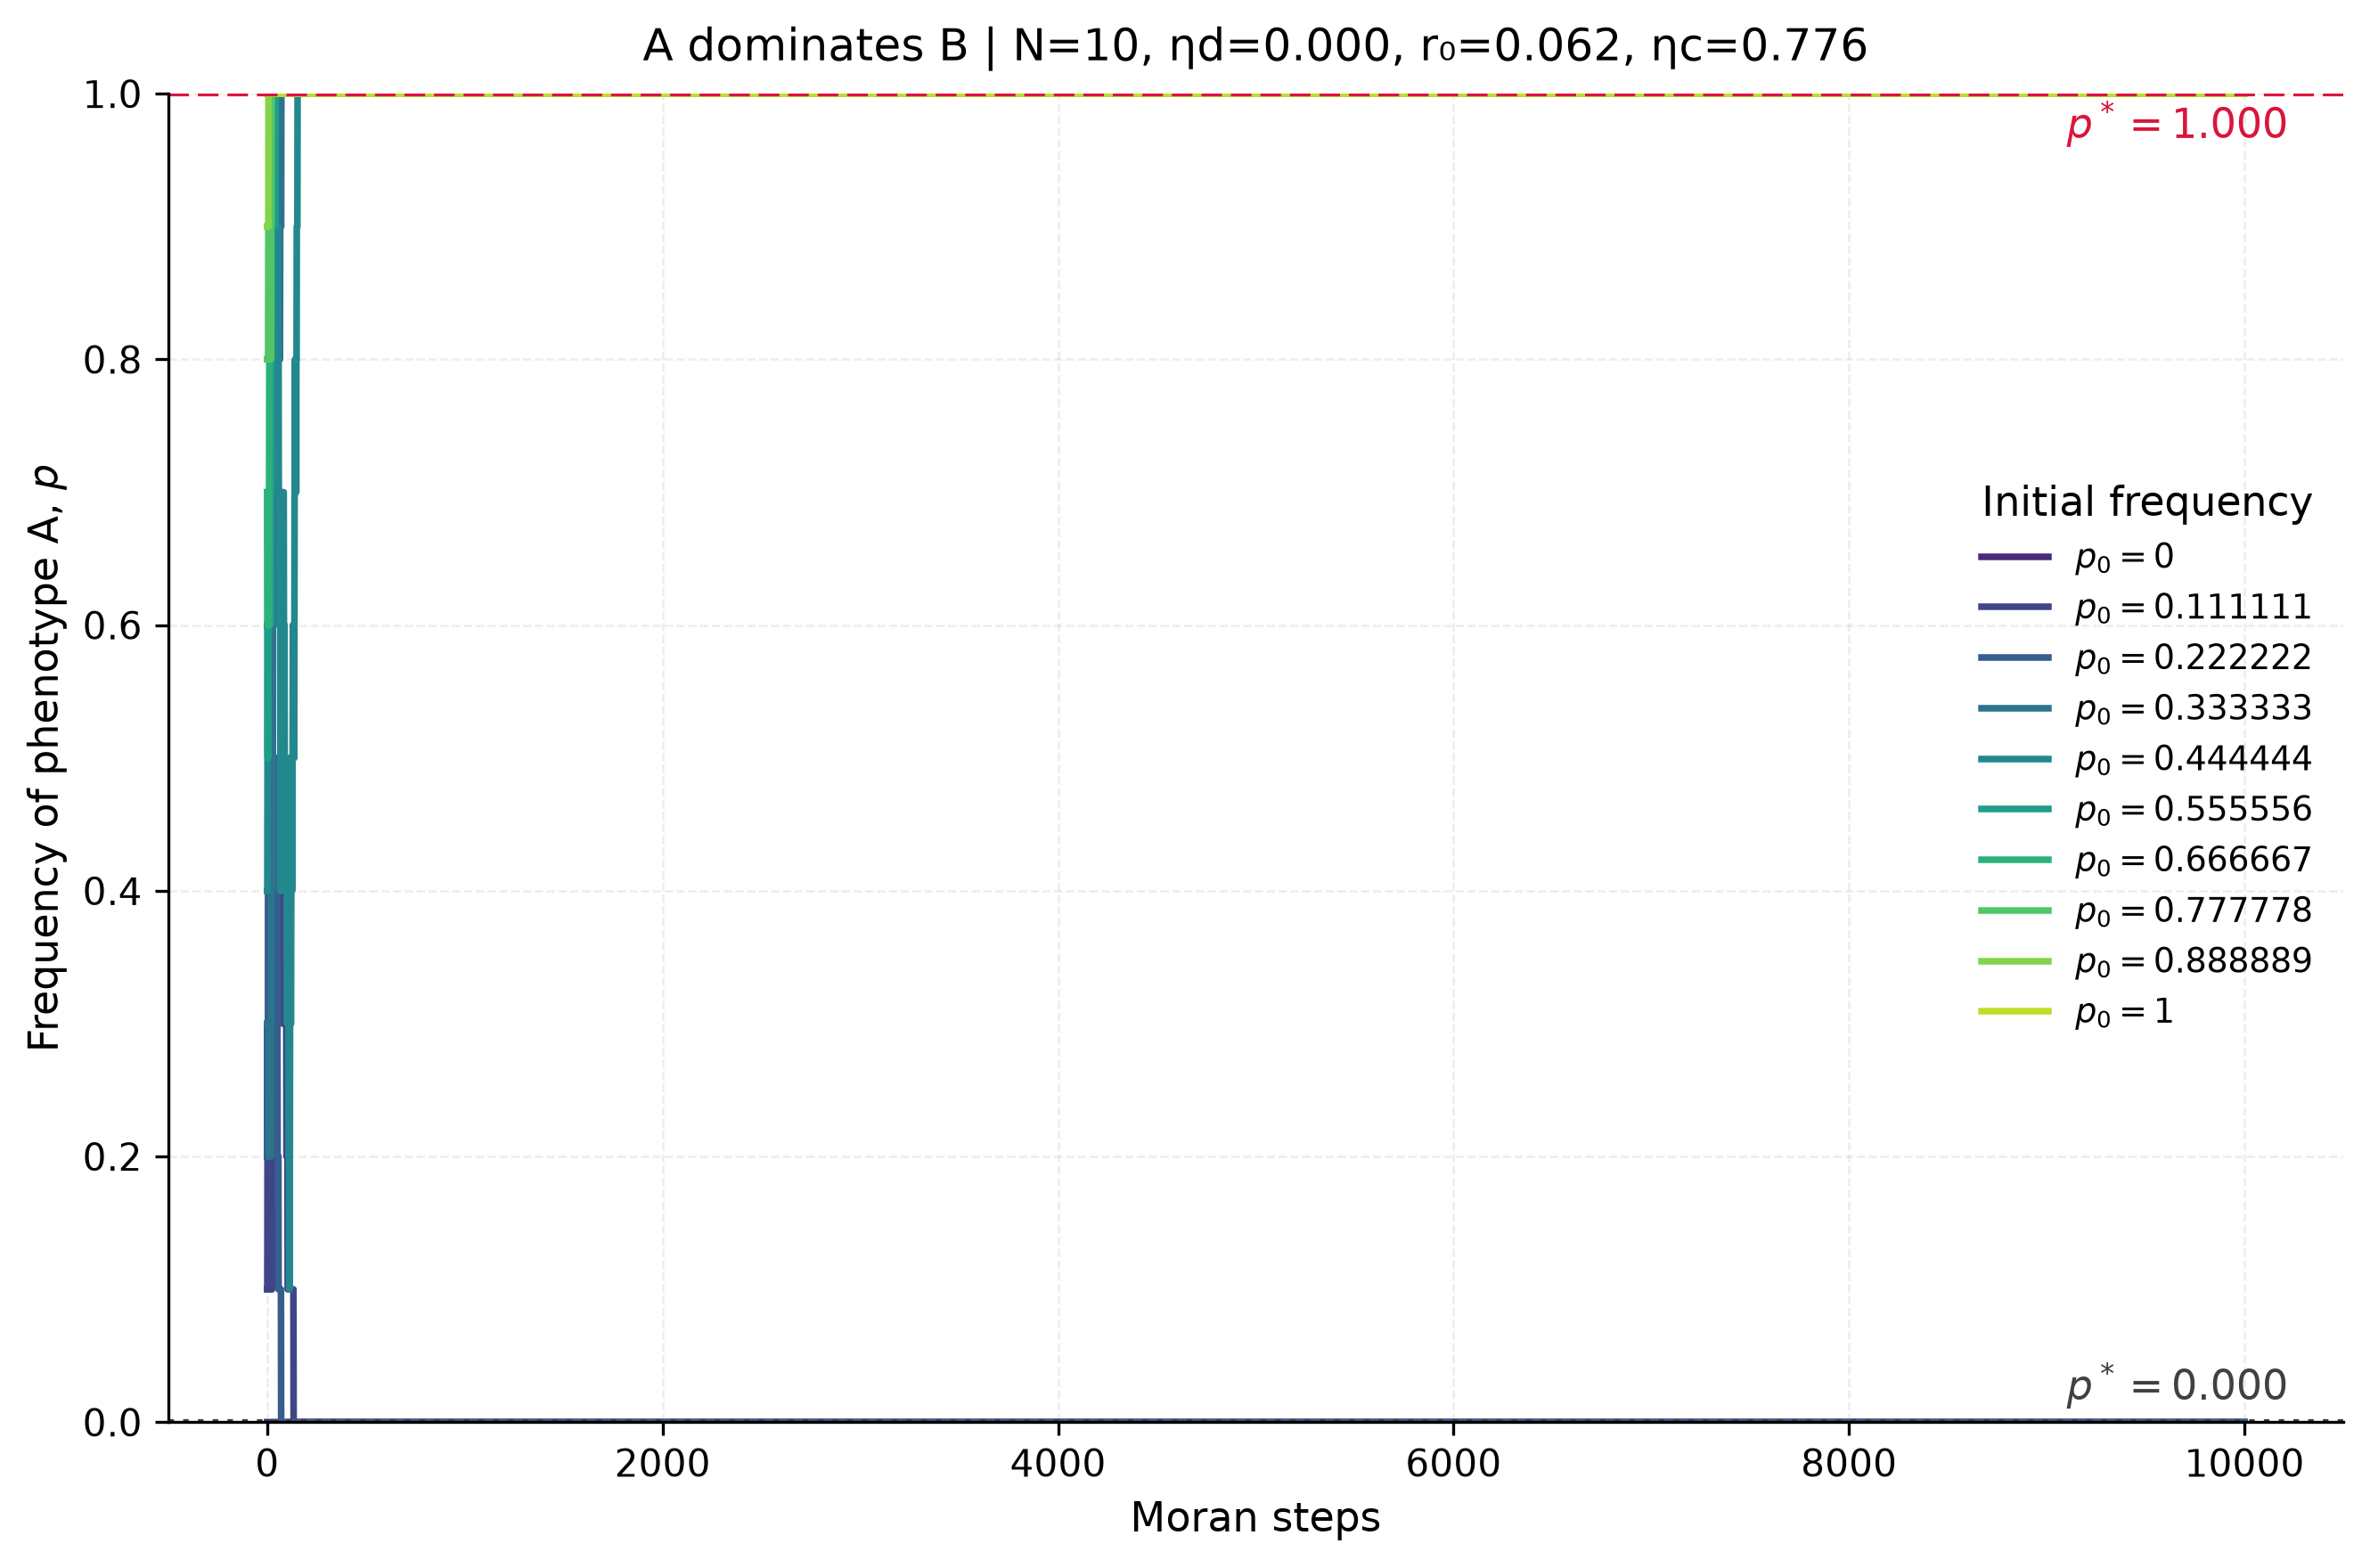 A dominates B | N=10, ηd=0.000, r₀=0.062, ηc=0.776
1.0
0.8
0.6
0.4
0.2
0.0
Frequency of phenotype A, p
p* = 1.000
Initial frequency
p₀ = 0
p₀ = 0.111111
p₀ = 0.222222
p₀ = 0.333333
p₀ = 0.444444
p₀ = 0.555556
p₀ = 0.666667
p₀ = 0.777778
p₀ = 0.888889
p₀ = 1
p* = 0.000
0 2000 4000 6000 8000 10000
Moran steps